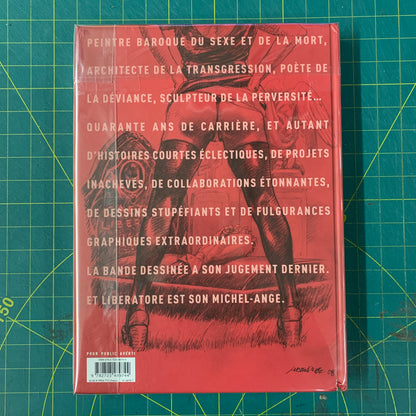 PEINTRE BAROQUE DU SEXE ET DE LA MORT,
ARCHITECTE DE LA TRANSGRESSION, POÈTE DE
LA DÉVIANCE, SCULPTEUR DE LA PERVERSITÉ...
QUARANTE ANS DE CARRIÈRE, ET AUTANT
D'HISTOIRES COURTES ÉCLECTIQUES, DE PROJETS
INACHEVÉS, DE COLLABORATIONS ÉTONNANTES,
DE DESSINS STUPÉFIANTS ET DE FULGURANCES
GRAPHIQUES EXTRAORDINAIRES.
LA BANDE DESSINÉE A SON JUGEMENT DERNIER.
ET LIBERATORE EST SON MICHEL-ANGE.
POUR PUBLIC AVERTI
50